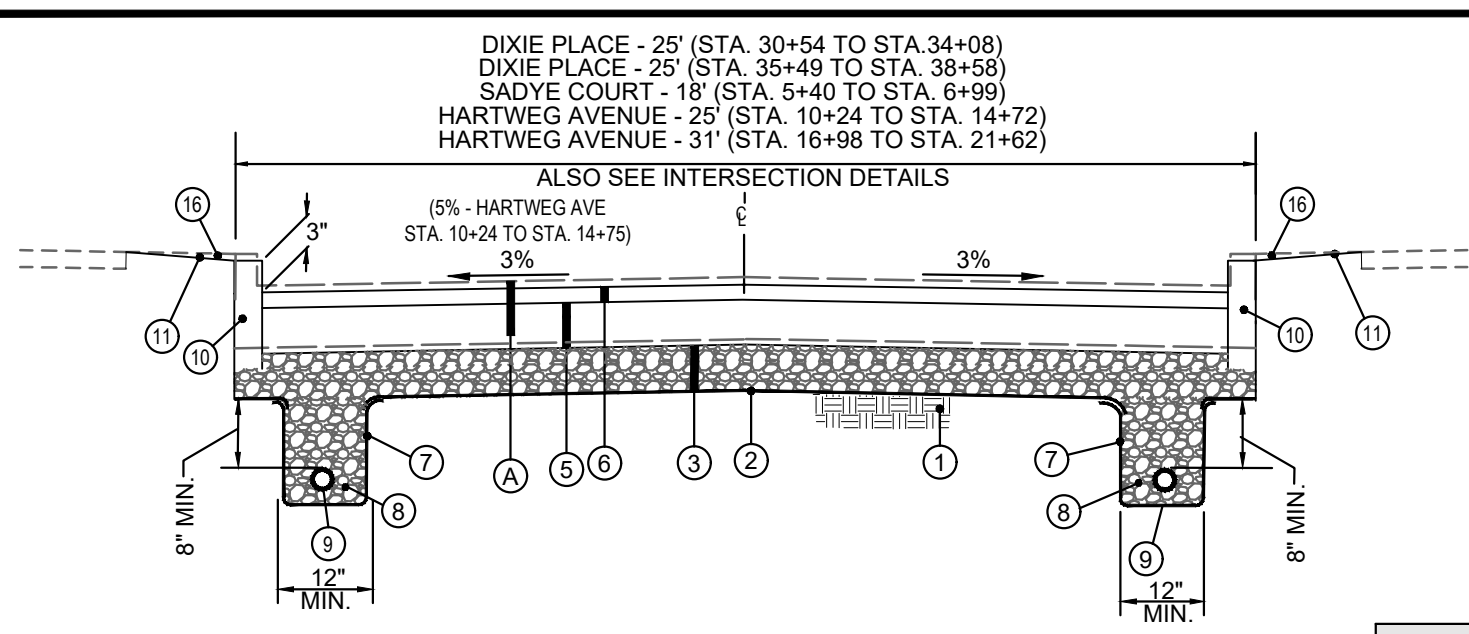 DIXIE PLACE - 25' (STA. 30+54 TO STA.34+08)
DIXIE PLACE - 25' (STA. 35+49 TO STA. 38+58)
SADYE COURT - 18' (STA. 5+40 TO STA. 6+99)
HARTWEG AVENUE - 25' (STA. 10+24 TO STA. 14+72)
HARTWEG AVENUE - 31' (STA. 16+98 TO STA. 21+62)
ALSO SEE INTERSECTION DETAILS
(5% - HARTWEG AVE
STA. 10+24 TO STA. 14+75)
℄
16
3"
16
3%
3%
11
10
10
11
7
A
5
6
3
2
1
7
8" MIN.
8
9
8
9
8" MIN.
12"
MIN.
12"
MIN.